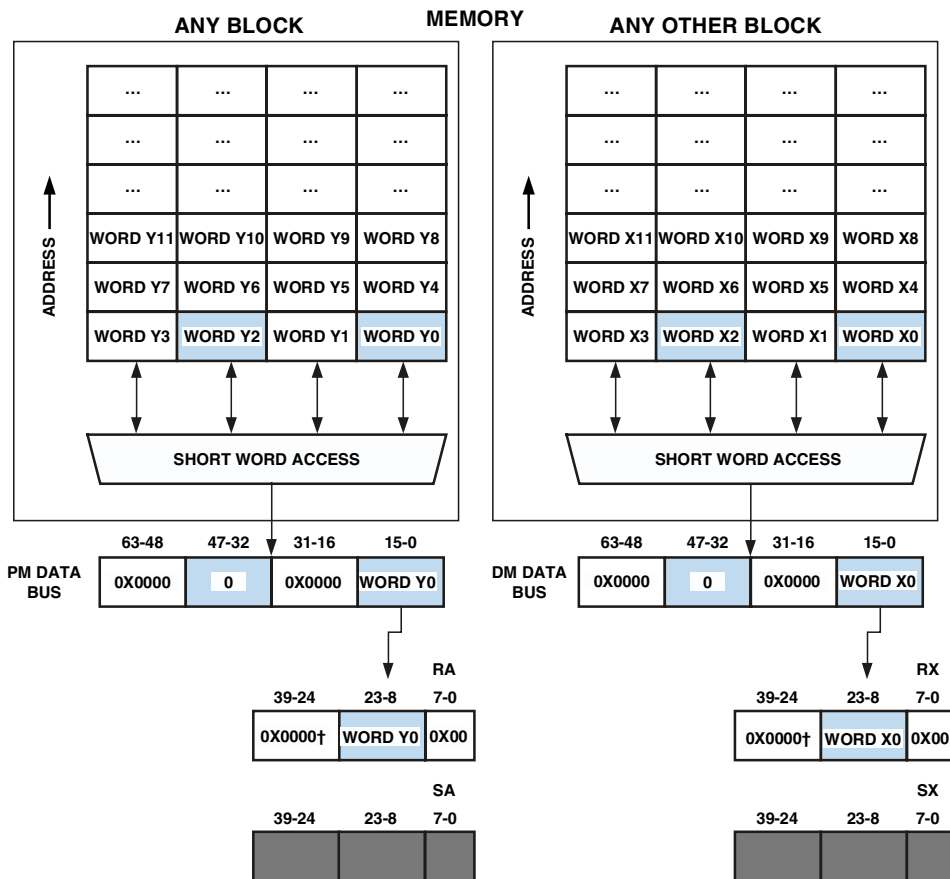 MEMORY
ANY BLOCK ANY OTHER BLOCK
... ... ... ... ... ... ... ...
... ... ... ... ... ... ... ...
... ... ... ... ... ... ... ...
ADDRESS ADDRESS
WORD Y11 WORD Y10 WORD Y9 WORD Y8 WORD X11 WORD X10 WORD X9 WORD X8
WORD Y7 WORD Y6 WORD Y5 WORD Y4 WORD X7 WORD X6 WORD X5 WORD X4
WORD Y3 WORD Y2 WORD Y1 WORD Y0 WORD X3 WORD X2 WORD X1 WORD X0
SHORT WORD ACCESS SHORT WORD ACCESS
63-48 47-32 31-16 15-0 63-48 47-32 31-16 15-0
PM DATA BUS 0X0000 0 0X0000 WORD Y0 DM DATA BUS 0X0000 0 0X0000 WORD X0
RA RX
39-24 23-8 7-0 39-24 23-8 7-0
0X0000† WORD Y0 0X00 0X0000† WORD X0 0X00
SA SX
39-24 23-8 7-0 39-24 23-8 7-0